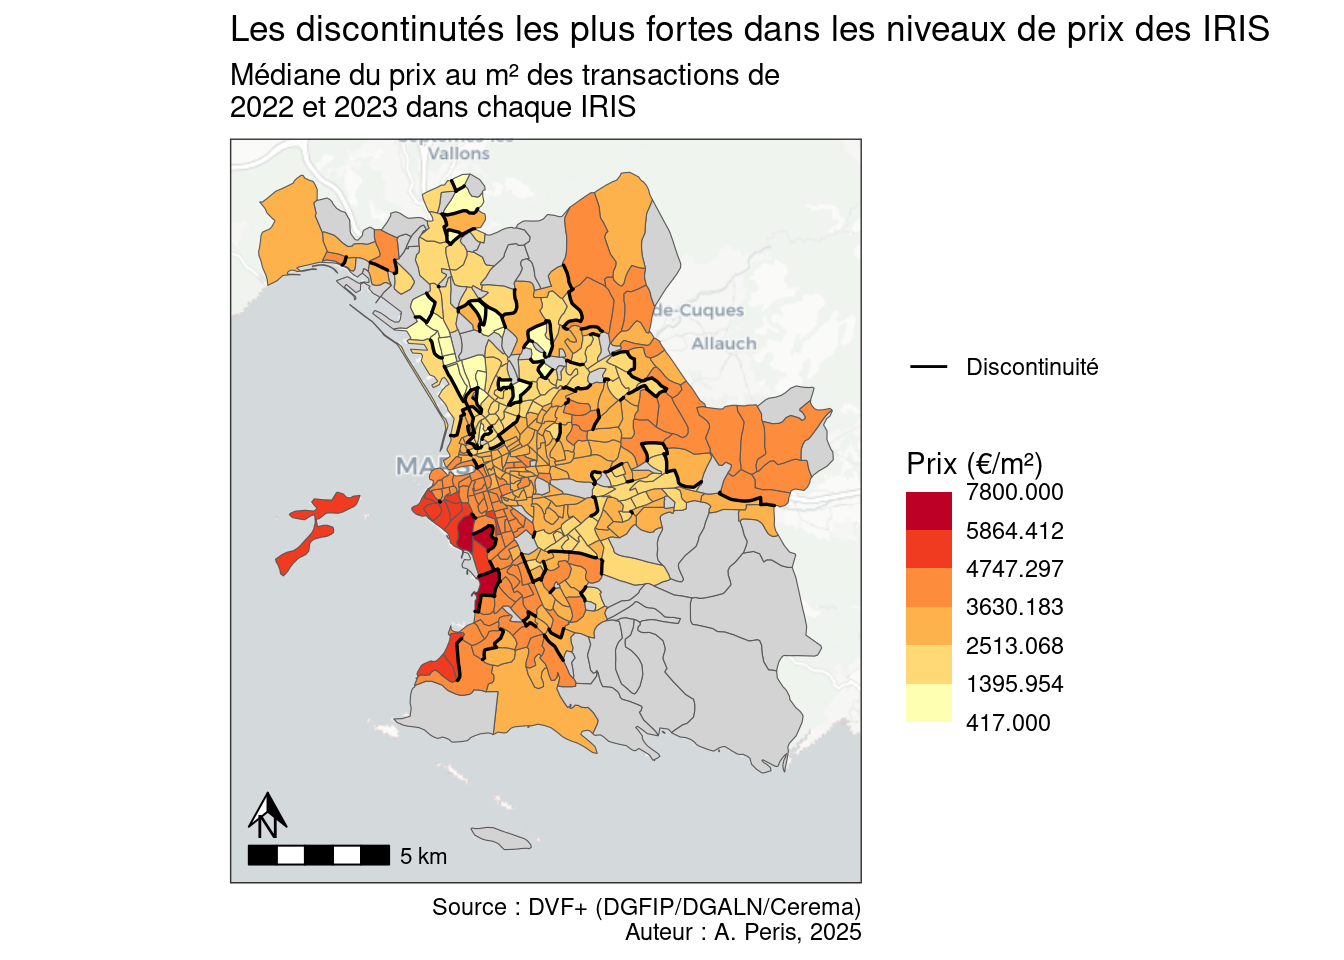 Les discontinutés les plus fortes dans les niveaux de prix des IRIS
Médiane du prix au m² des transactions de
2022 et 2023 dans chaque IRIS
Vallons
de-Cuques
Allauch
Discontinuité
Prix (€/m²)
7800.000
5864.412
4747.297
3630.183
2513.068
1395.954
417.000
N
5 km
Source : DVF+ (DGFIP/DGALN/Cerema)
Auteur : A. Peris, 2025